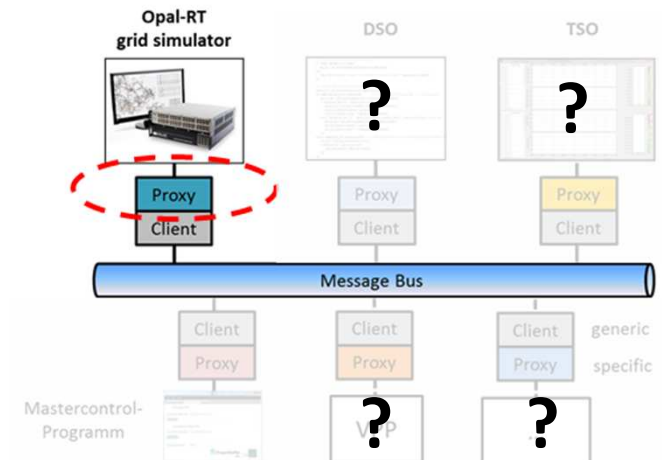 Opal-RT
grid simulator
DSO
TSO
?
?
Proxy
Proxy
Proxy
Client
Client
Client
Message Bus
Client
Client
Client
generic
Proxy
Proxy
Proxy
specific
Mastercontrol-
Programm
?
?